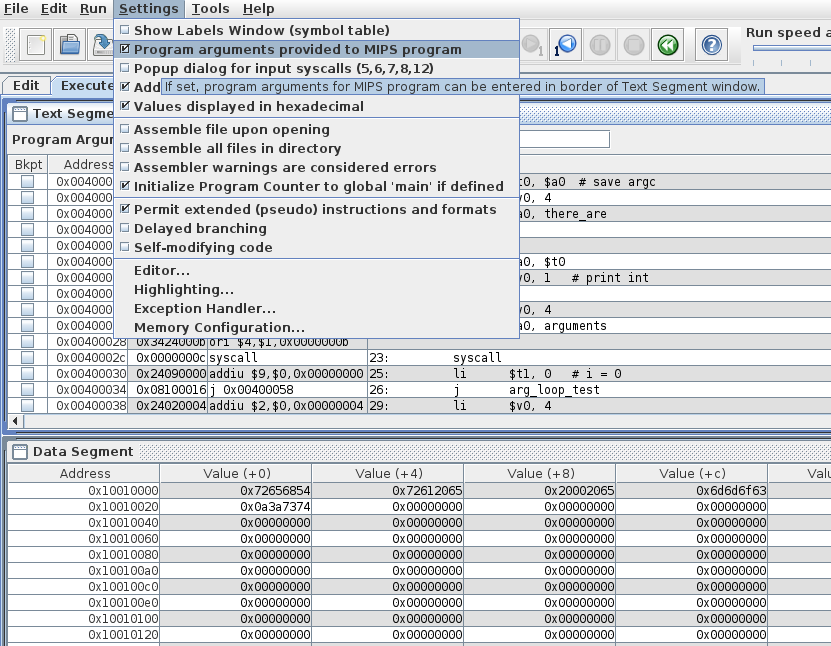 File Edit Run Settings Tools Help
Run speed a
Show Labels Window (symbol table)
Program arguments provided to MIPS program
Popup dialog for input syscalls (5,6,7,8,12)
Add
If set, program arguments for MIPS program can be entered in border of Text Segment window.
Values displayed in hexadecimal
Assemble file upon opening
Assemble all files in directory
Assembler warnings are considered errors
Initialize Program Counter to global 'main' if defined
Permit extended (pseudo) instructions and formats
Delayed branching
Self-modifying code
Editor...
Highlighting...
Exception Handler...
Memory Configuration...
Edit Execute
Text Segme
Program Argur
Bkpt Address
0x004000 t0, $a0 # save argc
0x004000 v0, 4
0x004000 a0, there_are
0x004000
0x004000
0x004000 a0, $t0
0x004000 v0, 1 # print int
0x004000
0x004000 v0, 4
0x004000 a0, arguments
0x00400028 0x3424000b ori $4,$1,0x0000000b
0x0040002c 0x0000000c syscall 23: syscall
0x00400030 0x24090000 addiu $9,$0,0x00000000 25: li $t1, 0 # i = 0
0x00400034 0x08100016 j 0x00400058 26: j arg_loop_test
0x00400038 0x24020004 addiu $2,$0,0x00000004 29: li $v0, 4
Data Segment
Address Value (+0) Value (+4) Value (+8) Value (+c) Valu
0x10010000 0x72656854 0x72612065 0x20002065 0x6d6d6f63
0x10010020 0x0a3a7374 0x00000000 0x00000000 0x00000000
0x10010040 0x00000000 0x00000000 0x00000000 0x00000000
0x10010060 0x00000000 0x00000000 0x00000000 0x00000000
0x10010080 0x00000000 0x00000000 0x00000000 0x00000000
0x100100a0 0x00000000 0x00000000 0x00000000 0x00000000
0x100100c0 0x00000000 0x00000000 0x00000000 0x00000000
0x100100e0 0x00000000 0x00000000 0x00000000 0x00000000
0x10010100 0x00000000 0x00000000 0x00000000 0x00000000
0x10010120 0x00000000 0x00000000 0x00000000 0x00000000